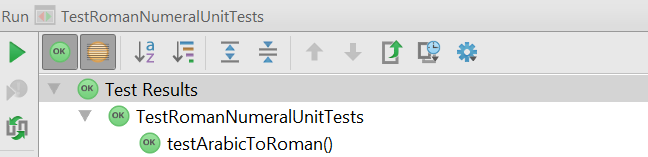 Run TestRomanNumeralUnitTests
OK a z
OK Test Results
OK TestRomanNumeralUnitTests
OK testArabicToRoman()